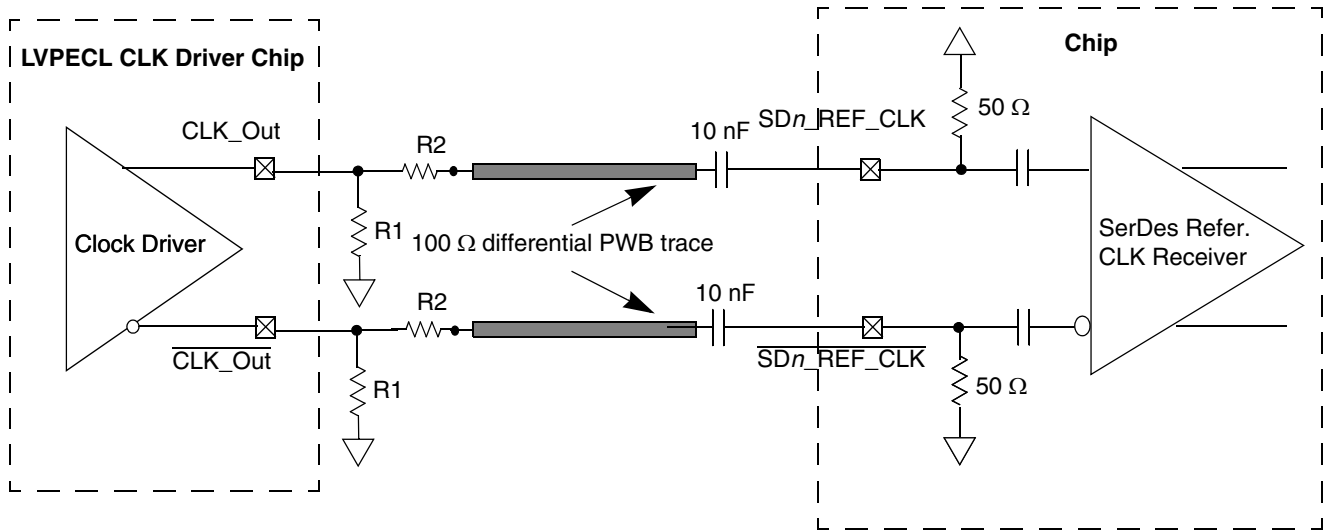 LVPECL CLK Driver Chip
Chip
CLK_Out
R2
10 nF
SDn_REF_CLK
50 Ω
Clock Driver
R1
100 Ω differential PWB trace
SerDes Refer.
CLK Receiver
R2
10 nF
CLK_Out
SDn_REF_CLK
R1
50 Ω